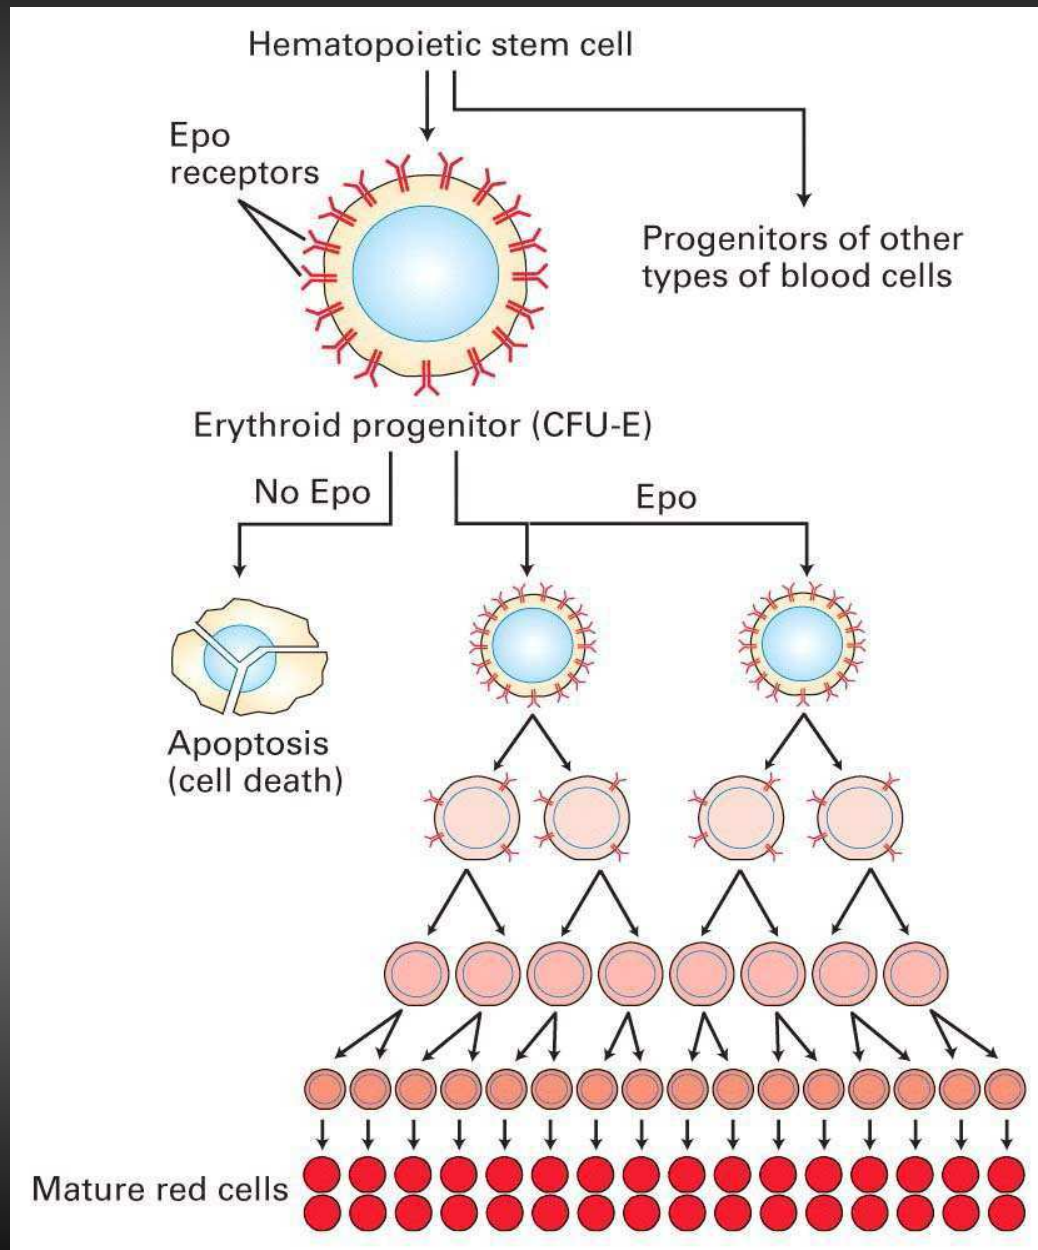 Hematopoietic stem cell
Epo
receptors
Progenitors of other
types of blood cells
Erythroid progenitor (CFU-E)
No Epo
Epo
Apoptosis
(cell death)
Mature red cells